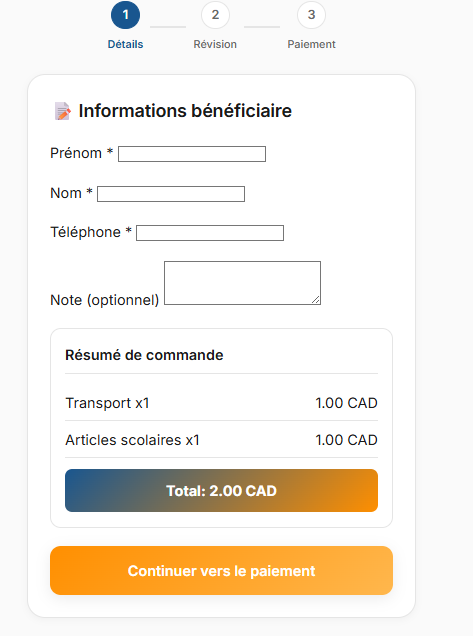 1 2 3
Détails Révision Paiement
Informations bénéficiaire
Prénom *
Nom *
Téléphone *
Note (optionnel)
Résumé de commande
Transport x1 1.00 CAD
Articles scolaires x1 1.00 CAD
Total: 2.00 CAD
Continuer vers le paiement